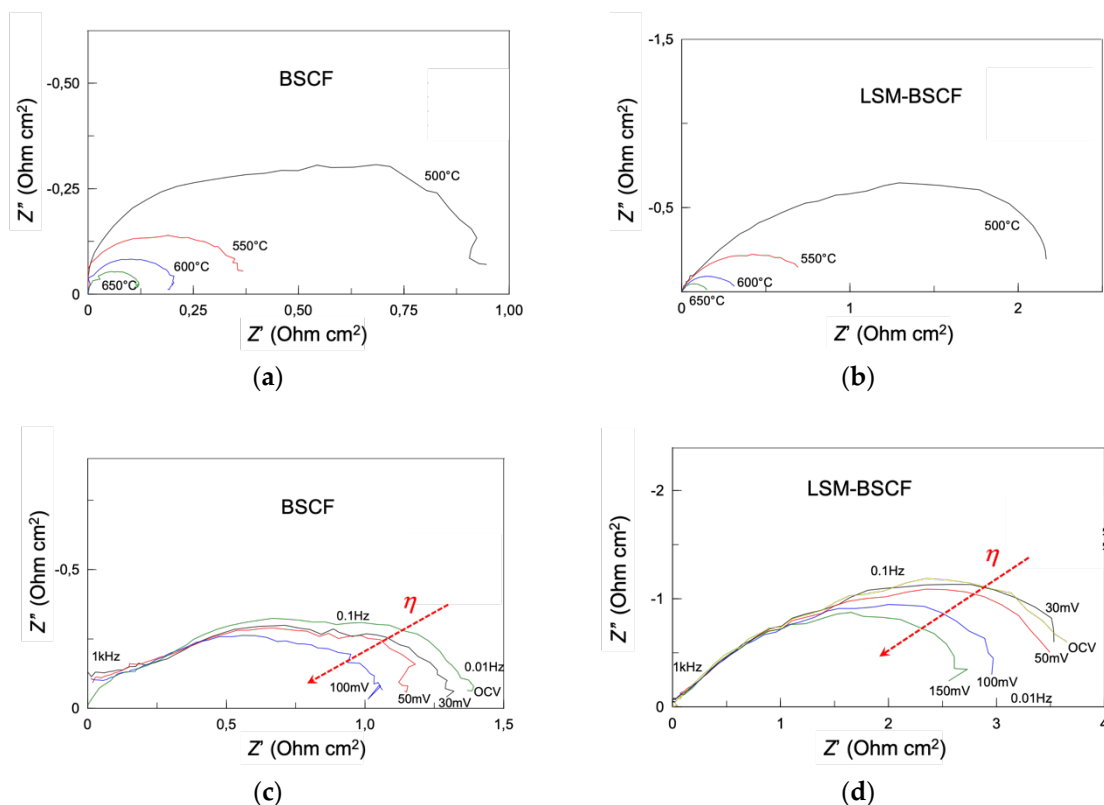 BSCF
-0,50
-0,25
0
Z" (Ohm cm²)
500°C
550°C
600°C
650°C
0
0,25
0,50
0,75
1,00
Z' (Ohm cm²)
(a)
-1,5
LSM-BSCF
-0,5
Z" (Ohm cm²)
500°C
550°C
600°C
650°C
0
1
2
Z' (Ohm cm²)
(b)
BSCF
-0,5
0
Z" (Ohm cm²)
η
0.1Hz
1kHz
0.01Hz
100mV
50mV
30mV
OCV
0
0,5
1,0
1,5
Z' (Ohm cm²)
(c)
LSM-BSCF
-2
-1
0
Z" (Ohm cm²)
η
0.1Hz
30mV
OCV
50mV
100mV
150mV
0.01Hz
1kHz
0
1
2
3
4
Z' (Ohm cm²)
(d)